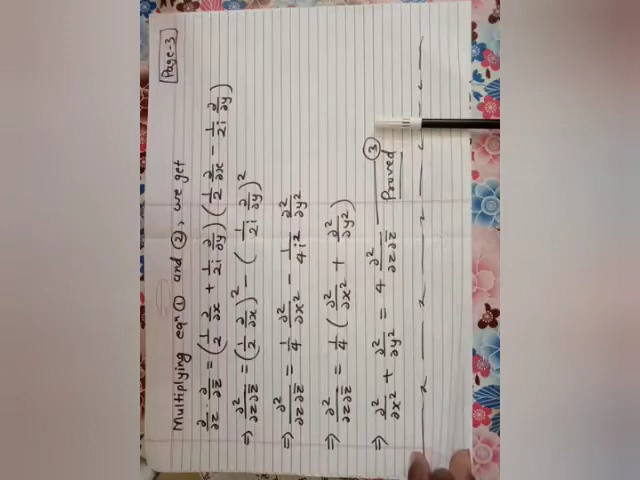 Page-3
Multiplying eqⁿ ① and ②, we get
∂/∂z · ∂/∂z̄ = (1/2 ∂/∂x + 1/2i ∂/∂y) (1/2 ∂/∂x − 1/2i ∂/∂y)
⇒ ∂²/∂z∂z̄ = (1/2 ∂/∂x)² − (1/2i ∂/∂y)²
⇒ ∂²/∂z∂z̄ = 1/4 ∂²/∂x² − 1/4i² ∂²/∂y²
⇒ ∂²/∂z∂z̄ = 1/4 (∂²/∂x² + ∂²/∂y²)
⇒ ∂²/∂x² + ∂²/∂y² = 4 ∂²/∂z∂z̄ — ③
Proved